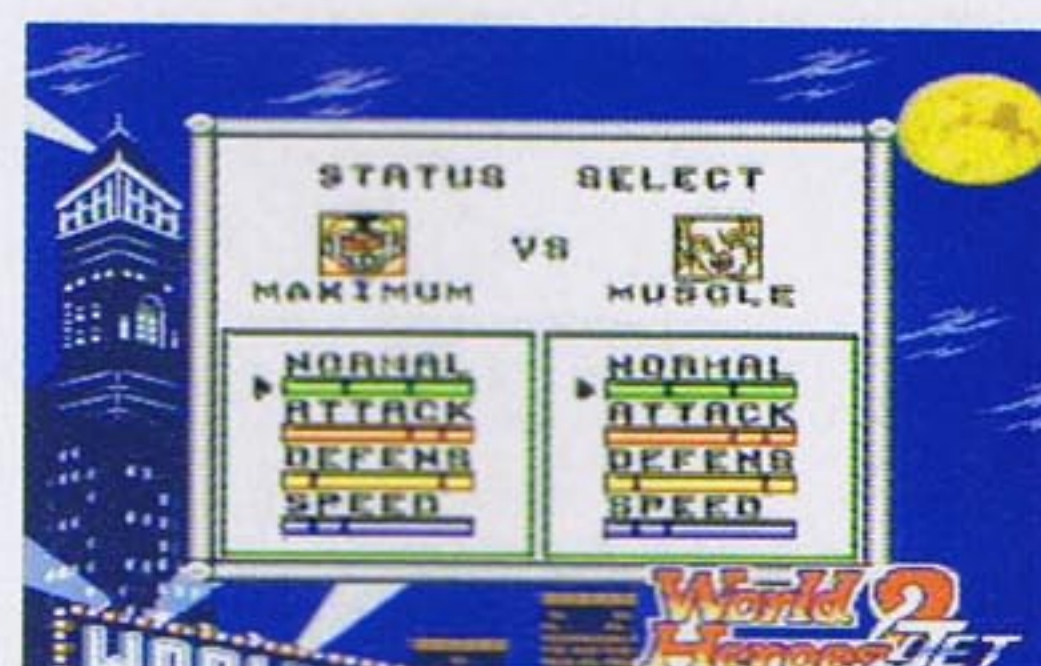 STATUS SELECT
VS
MAXIMUM MUSCLE
NORMAL NORMAL
ATTACK ATTACK
DEFENS DEFENS
SPEED SPEED
World 2
Heroes JET